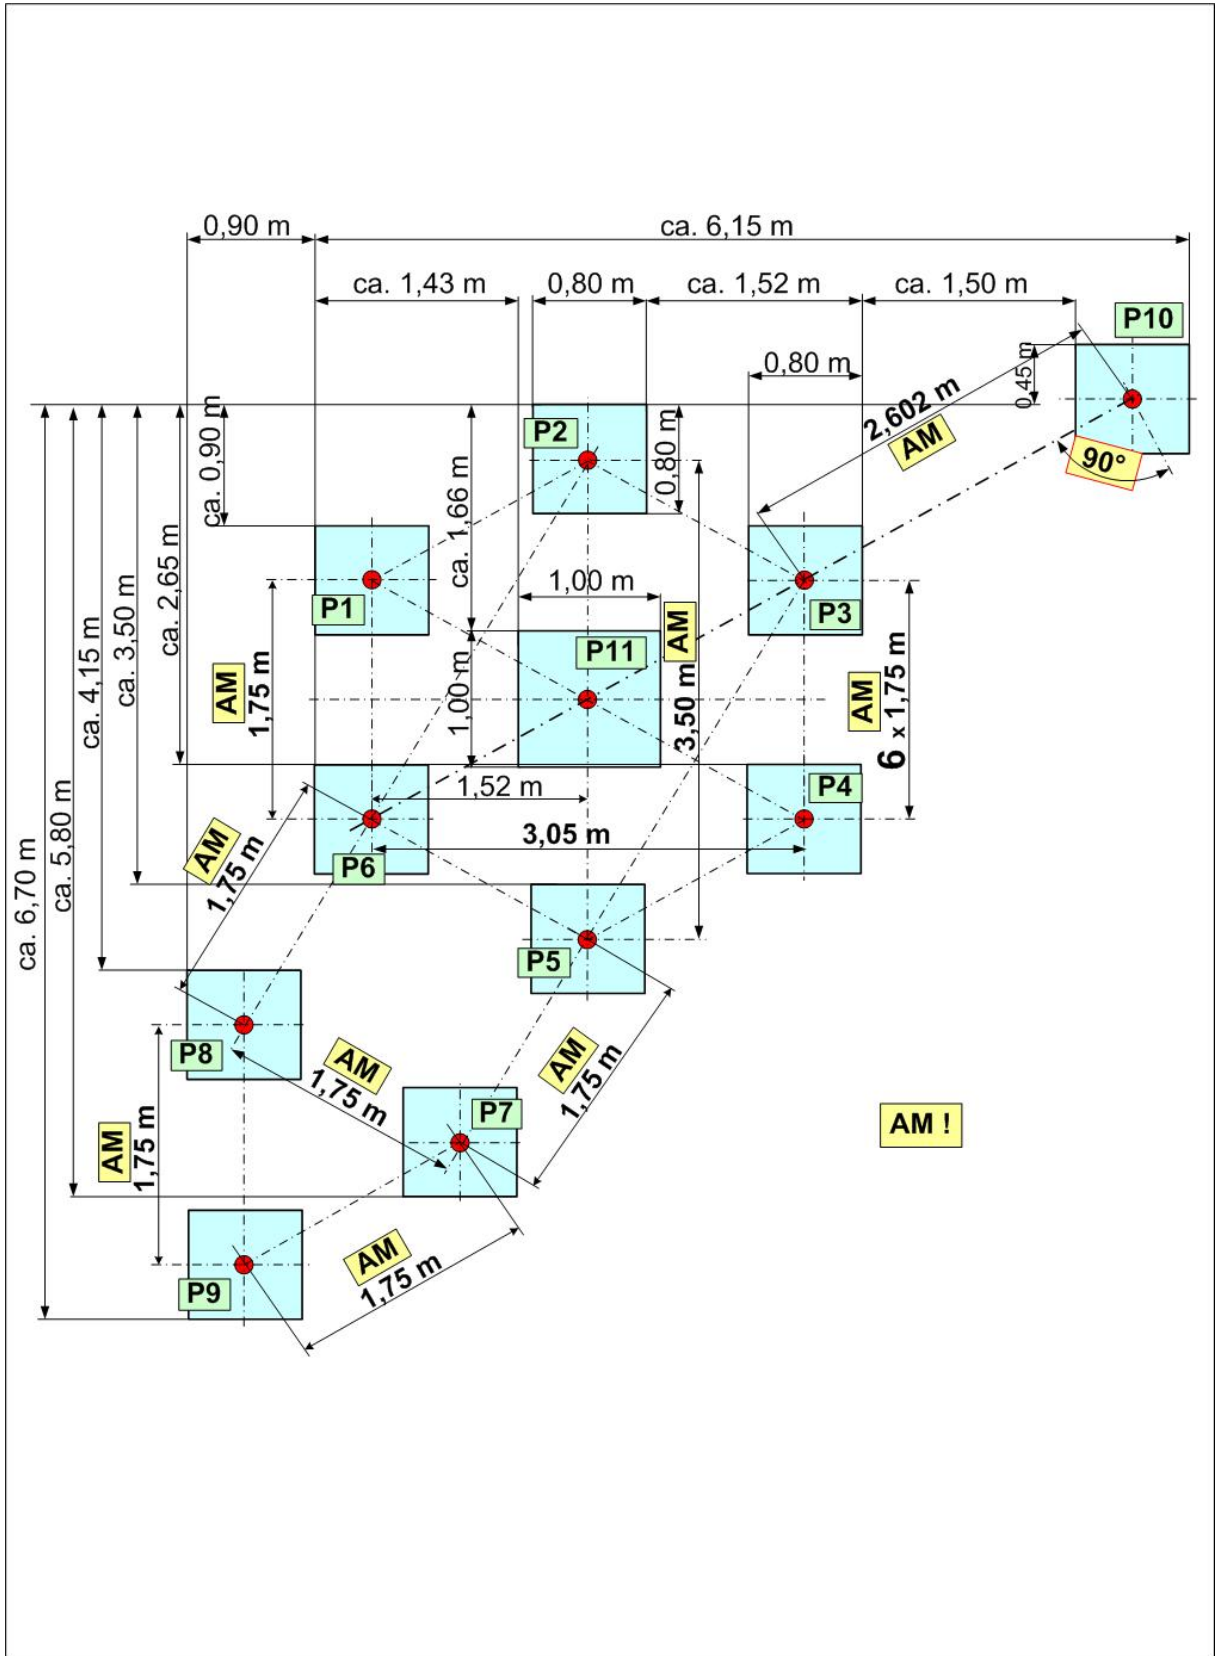 0,90 m
ca. 6,15 m
ca. 1,43 m
0,80 m
ca. 1,52 m
ca. 1,50 m
P10
0,45 m
0,80 m
2,602 m
AM
90°
ca. 0,90 m
P2
0,80 m
ca. 1,66 m
ca. 2,65 m
ca. 3,50 m
ca. 4,15 m
ca. 5,80 m
ca. 6,70 m
P1
1,00 m
AM
P3
P11
AM
1,75 m
1,00 m
3,50 m
AM
6 x 1,75 m
1,52 m
P4
3,05 m
AM
1,75 m
P6
P5
P8
AM
1,75 m
AM
1,75 m
P7
AM !
AM
1,75 m
AM
1,75 m
P9